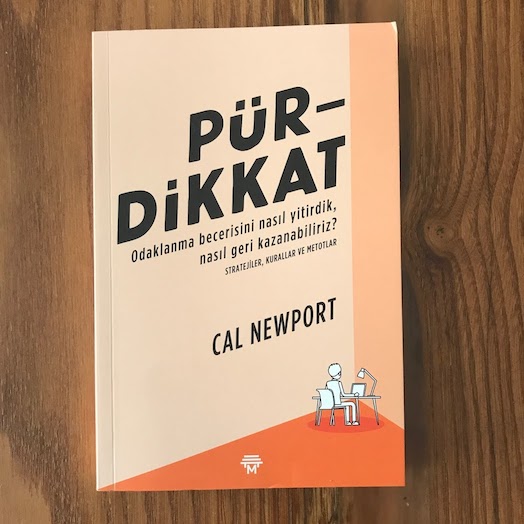 PÜR–
DİKKAT
Odaklanma becerisini nasıl yitirdik,
nasıl geri kazanabiliriz?
STRATEJİLER, KURALLAR VE METOTLAR
CAL NEWPORT
M